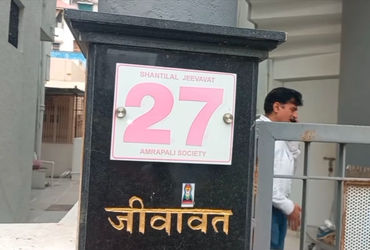 SHANTILAL JEEVAVAT
27
AMRAPALI SOCIETY
जीवावत